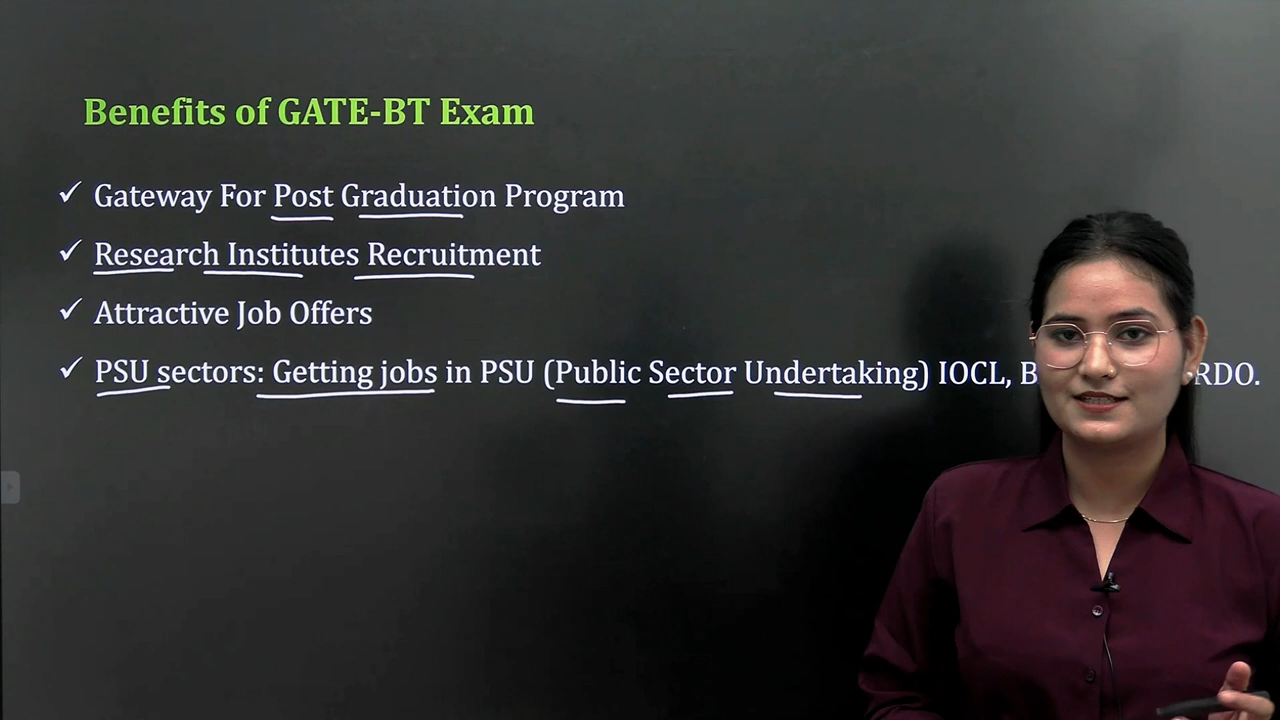 Benefits of GATE-BT Exam
✓ Gateway For Post Graduation Program
✓ Research Institutes Recruitment
✓ Attractive Job Offers
✓ PSU sectors: Getting jobs in PSU (Public Sector Undertaking) IOCL,